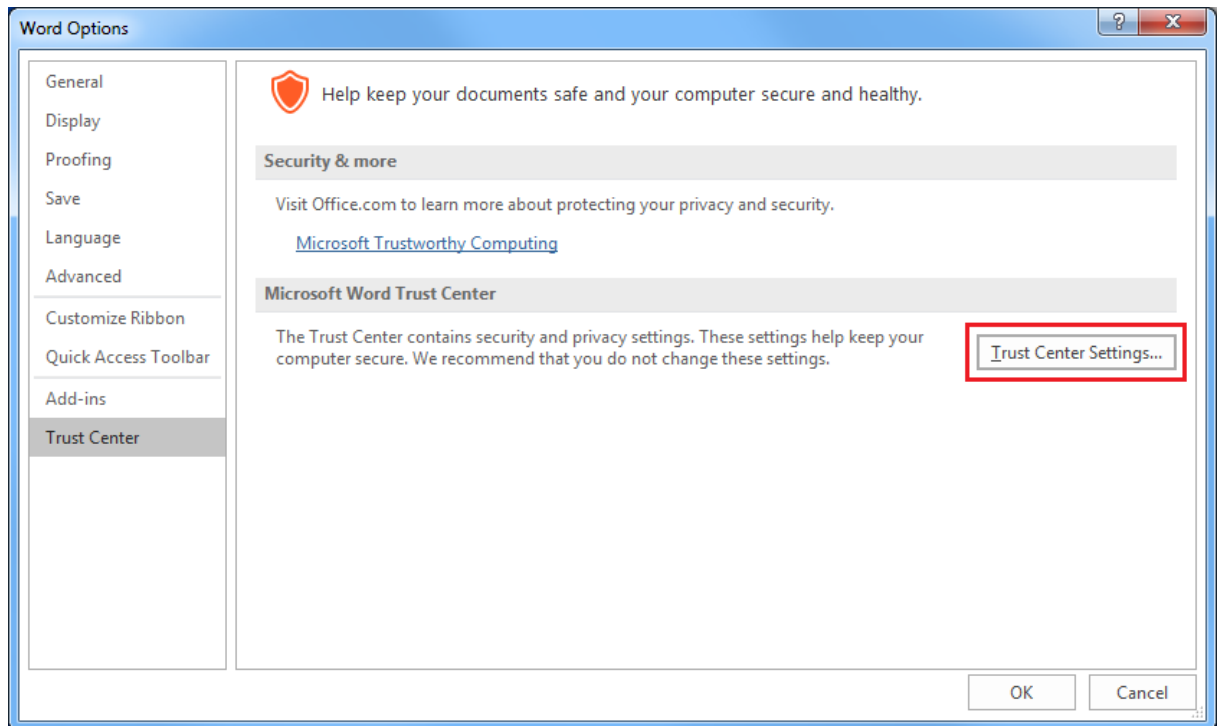 Word Options
General
Display
Proofing
Save
Language
Advanced
Customize Ribbon
Quick Access Toolbar
Add-ins
Trust Center
Help keep your documents safe and your computer secure and healthy.
Security & more
Visit Office.com to learn more about protecting your privacy and security.
Microsoft Trustworthy Computing
Microsoft Word Trust Center
The Trust Center contains security and privacy settings. These settings help keep your
computer secure. We recommend that you do not change these settings.
Trust Center Settings...
OK
Cancel